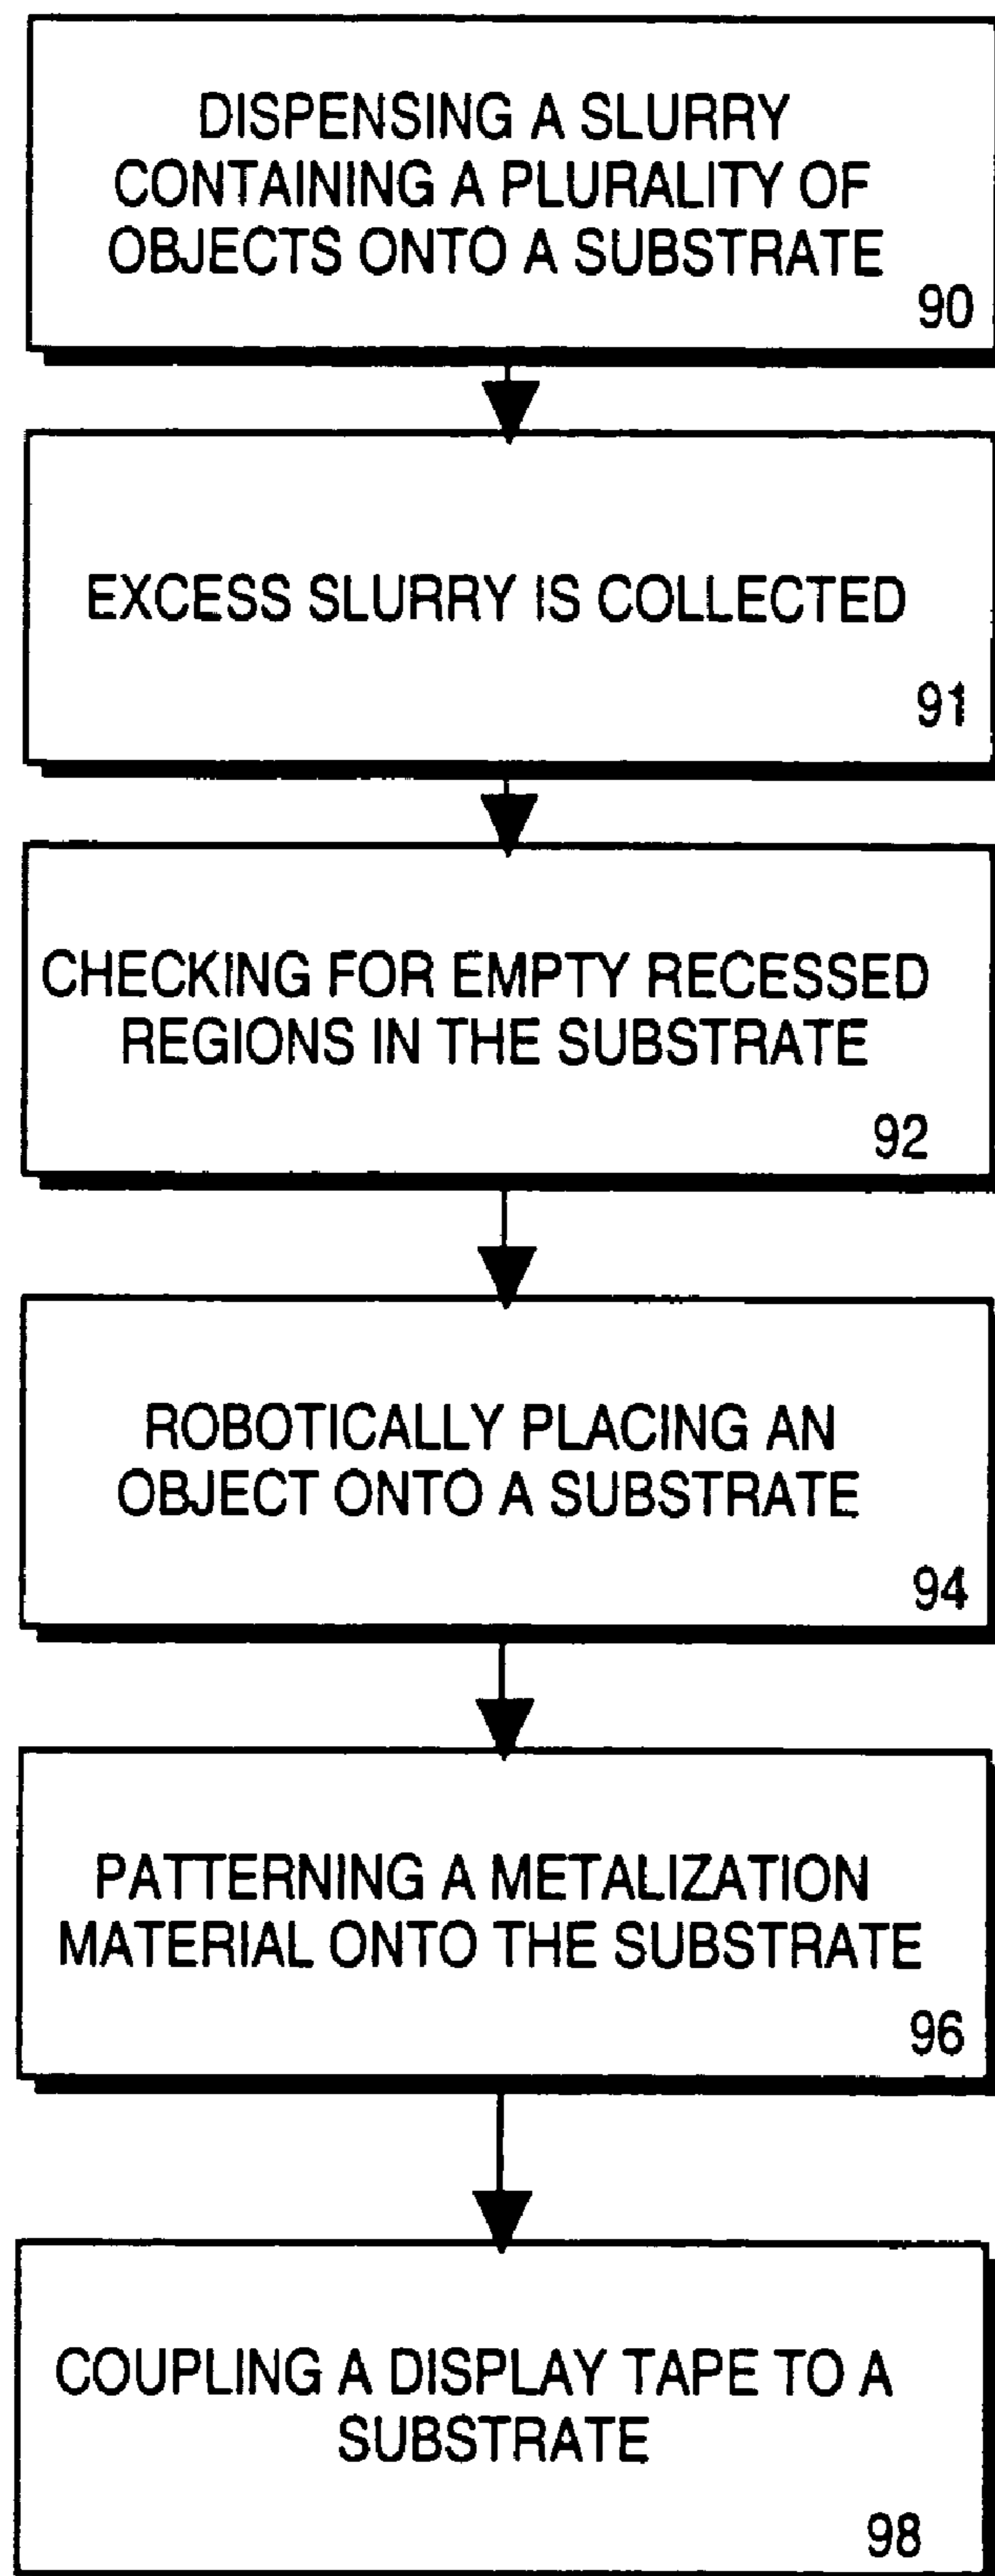 DISPENSING A SLURRY
CONTAINING A PLURALITY OF
OBJECTS ONTO A SUBSTRATE
90
EXCESS SLURRY IS COLLECTED
91
CHECKING FOR EMPTY RECESSED
REGIONS IN THE SUBSTRATE
92
ROBOTICALLY PLACING AN
OBJECT ONTO A SUBSTRATE
94
PATTERNING A METALIZATION
MATERIAL ONTO THE SUBSTRATE
96
COUPLING A DISPLAY TAPE TO A
SUBSTRATE
98